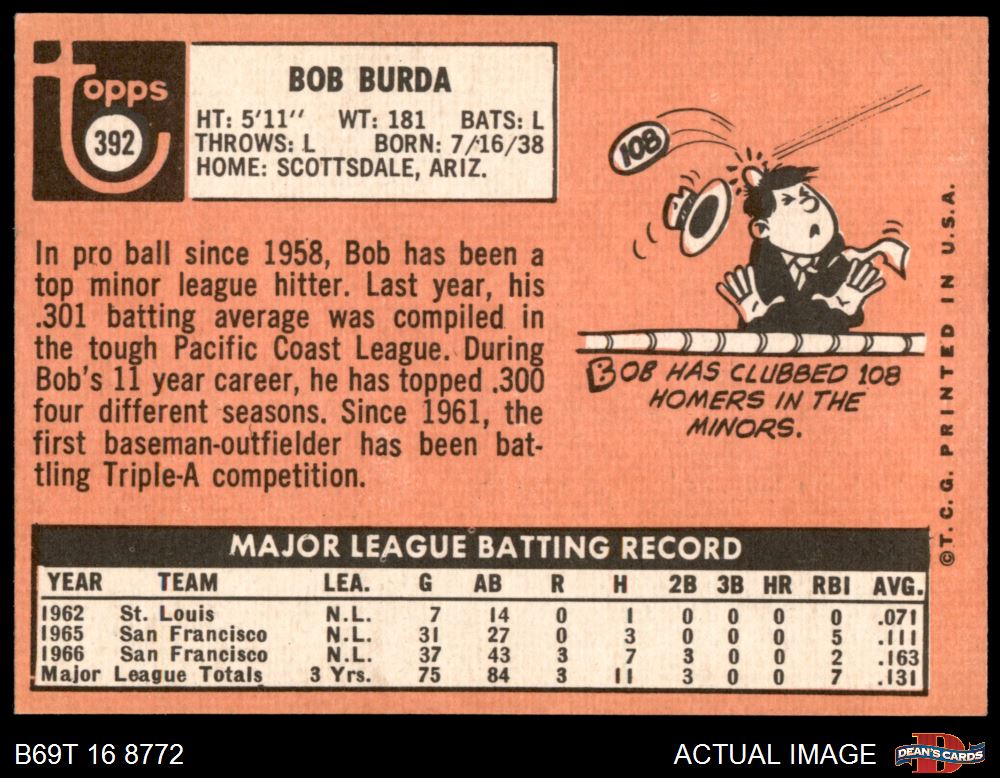 Topps
392
BOB BURDA
HT: 5'11" WT: 181 BATS: L
THROWS: L BORN: 7/16/38
HOME: SCOTTSDALE, ARIZ.
In pro ball since 1958, Bob has been a
top minor league hitter. Last year, his
.301 batting average was compiled in
the tough Pacific Coast League. During
Bob's 11 year career, he has topped .300
four different seasons. Since 1961, the
first baseman-outfielder has been bat-
tling Triple-A competition.
108
BOB HAS CLUBBED 108
HOMERS IN THE
MINORS.
©T. C. G. PRINTED IN U.S.A.
MAJOR LEAGUE BATTING RECORD
YEAR TEAM LEA. G AB R H 2B 3B HR RBI AVG.
1962 St. Louis N.L. 7 14 0 1 0 0 0 0 .071
1965 San Francisco N.L. 31 27 0 3 0 0 0 5 .111
1966 San Francisco N.L. 37 43 3 7 3 0 0 2 .163
Major League Totals 3 Yrs. 75 84 3 11 3 0 0 7 .131
B69T 16 8772
ACTUAL IMAGE
DEAN'S CARDS